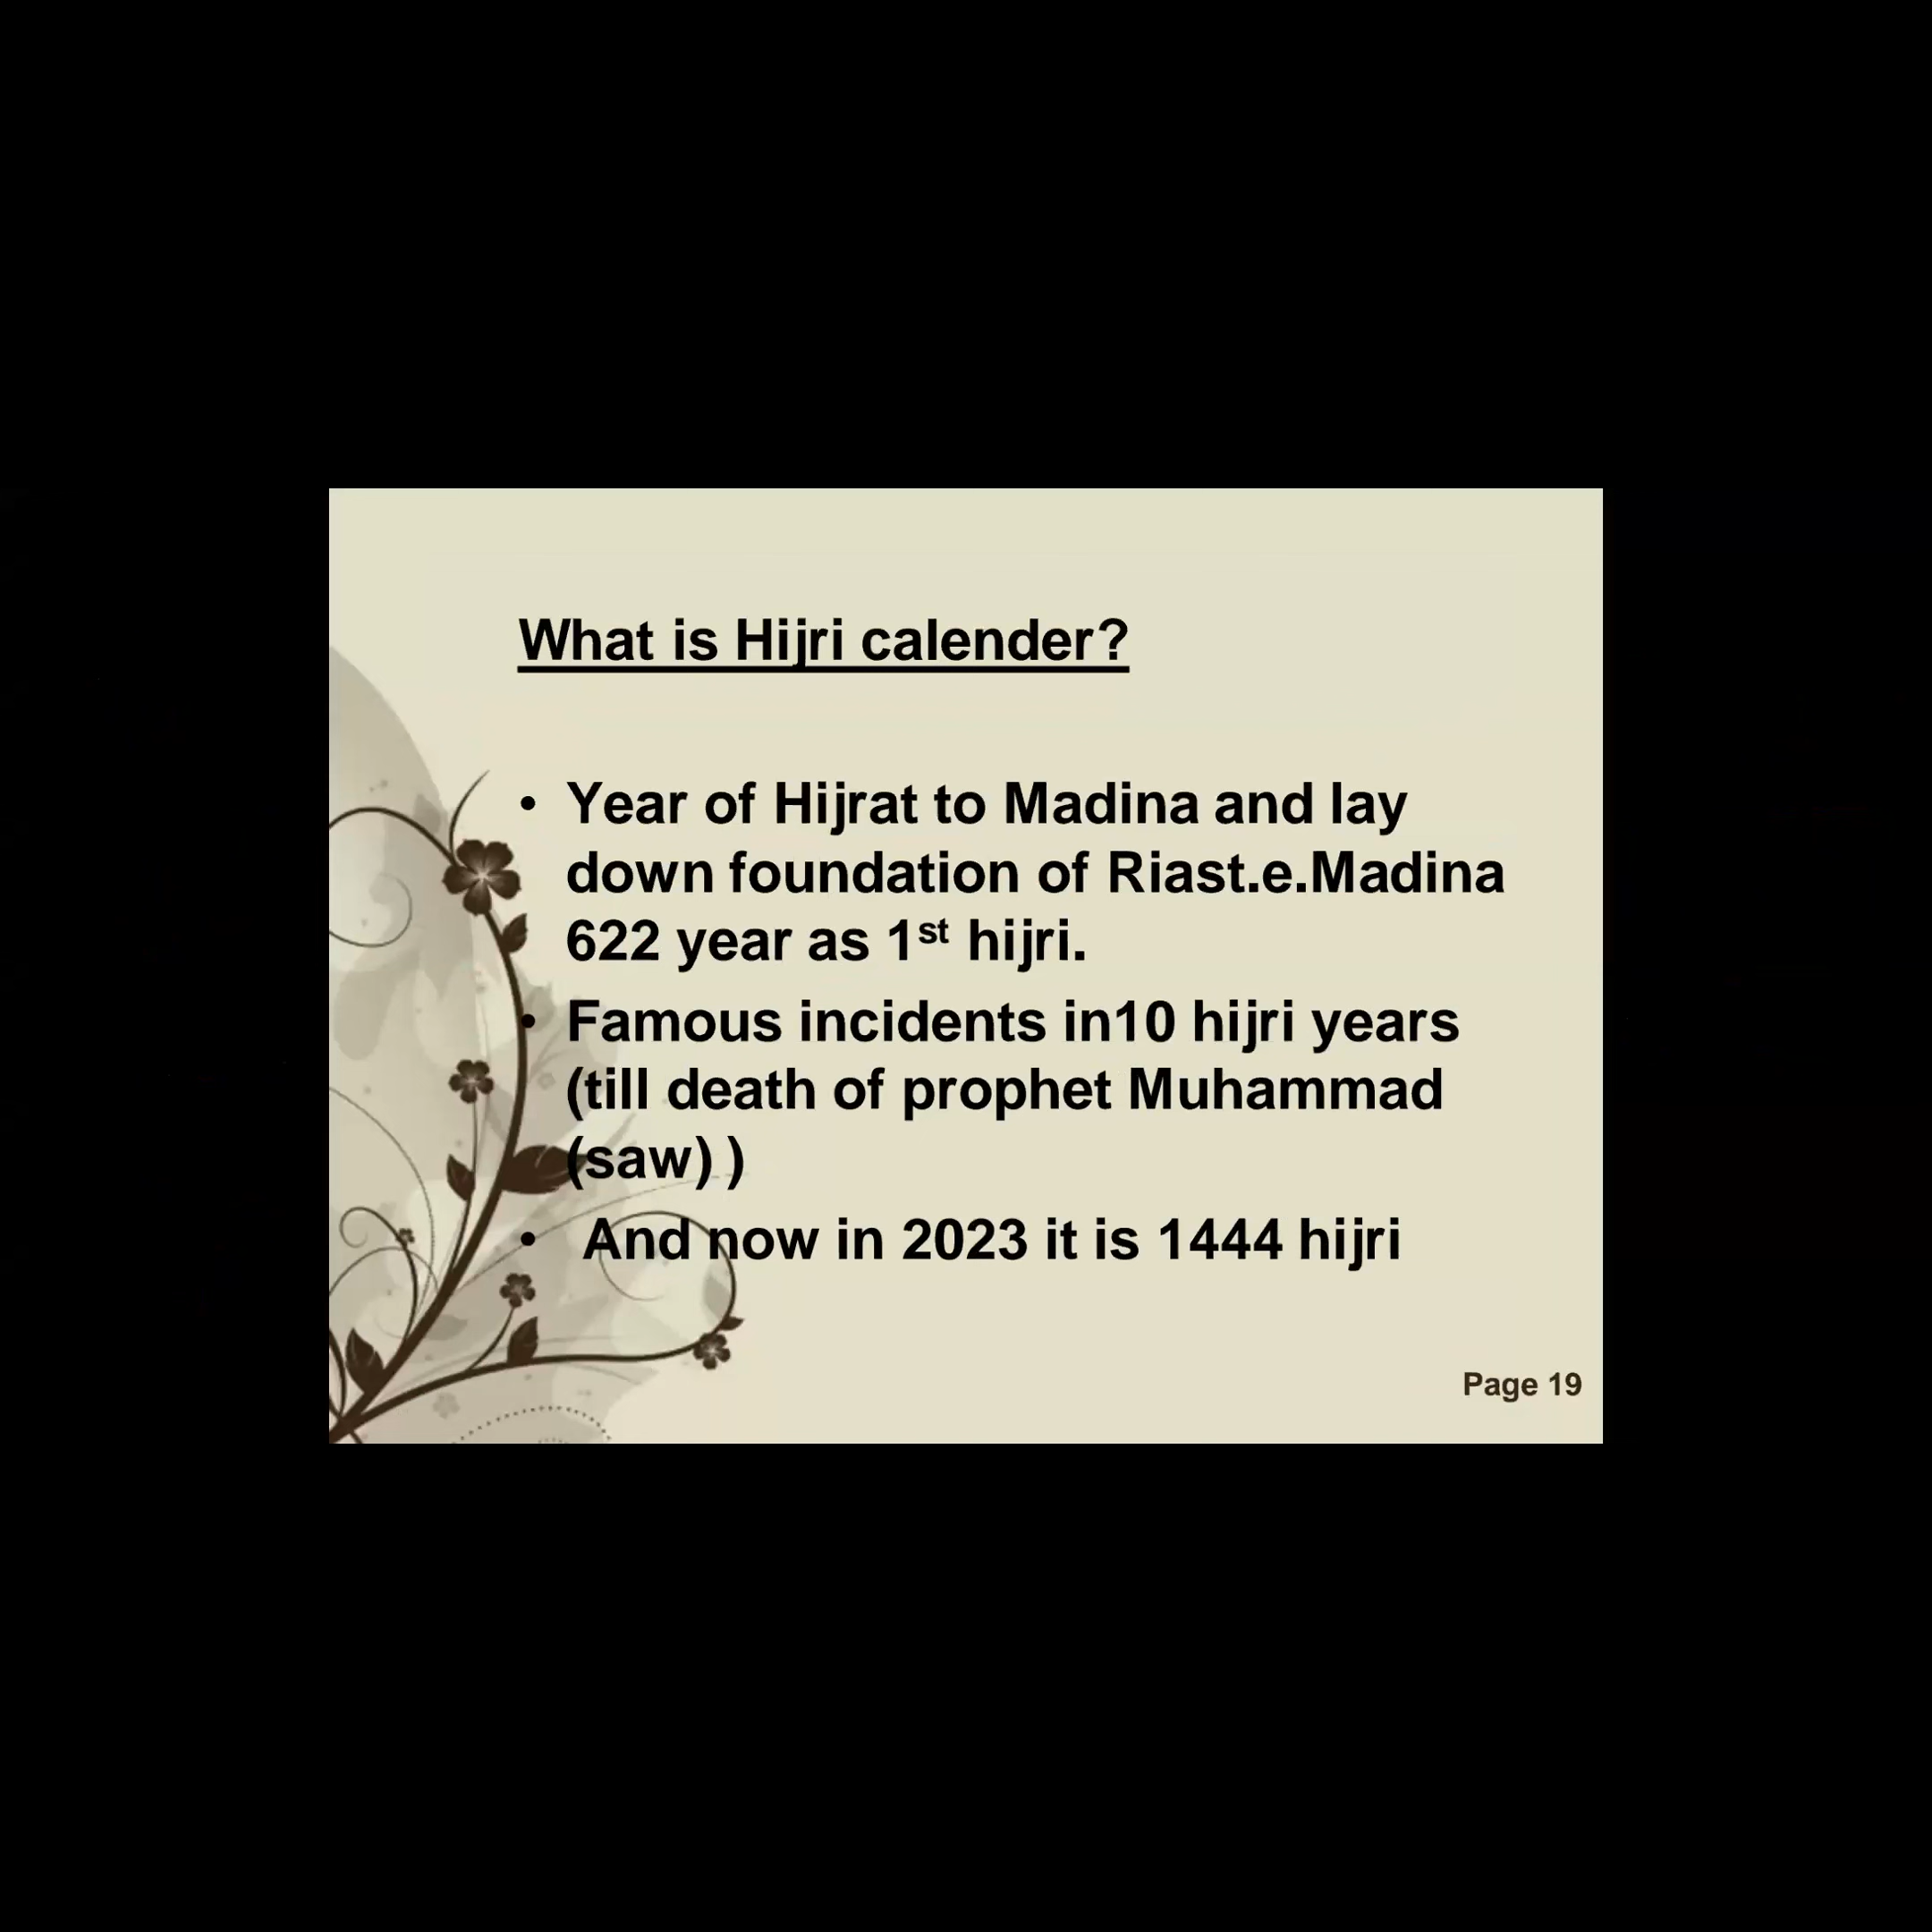 What is Hijri calender?
• Year of Hijrat to Madina and lay
down foundation of Riast.e.Madina
622 year as 1st hijri.
• Famous incidents in10 hijri years
(till death of prophet Muhammad
(saw) )
• And now in 2023 it is 1444 hijri
Page 19